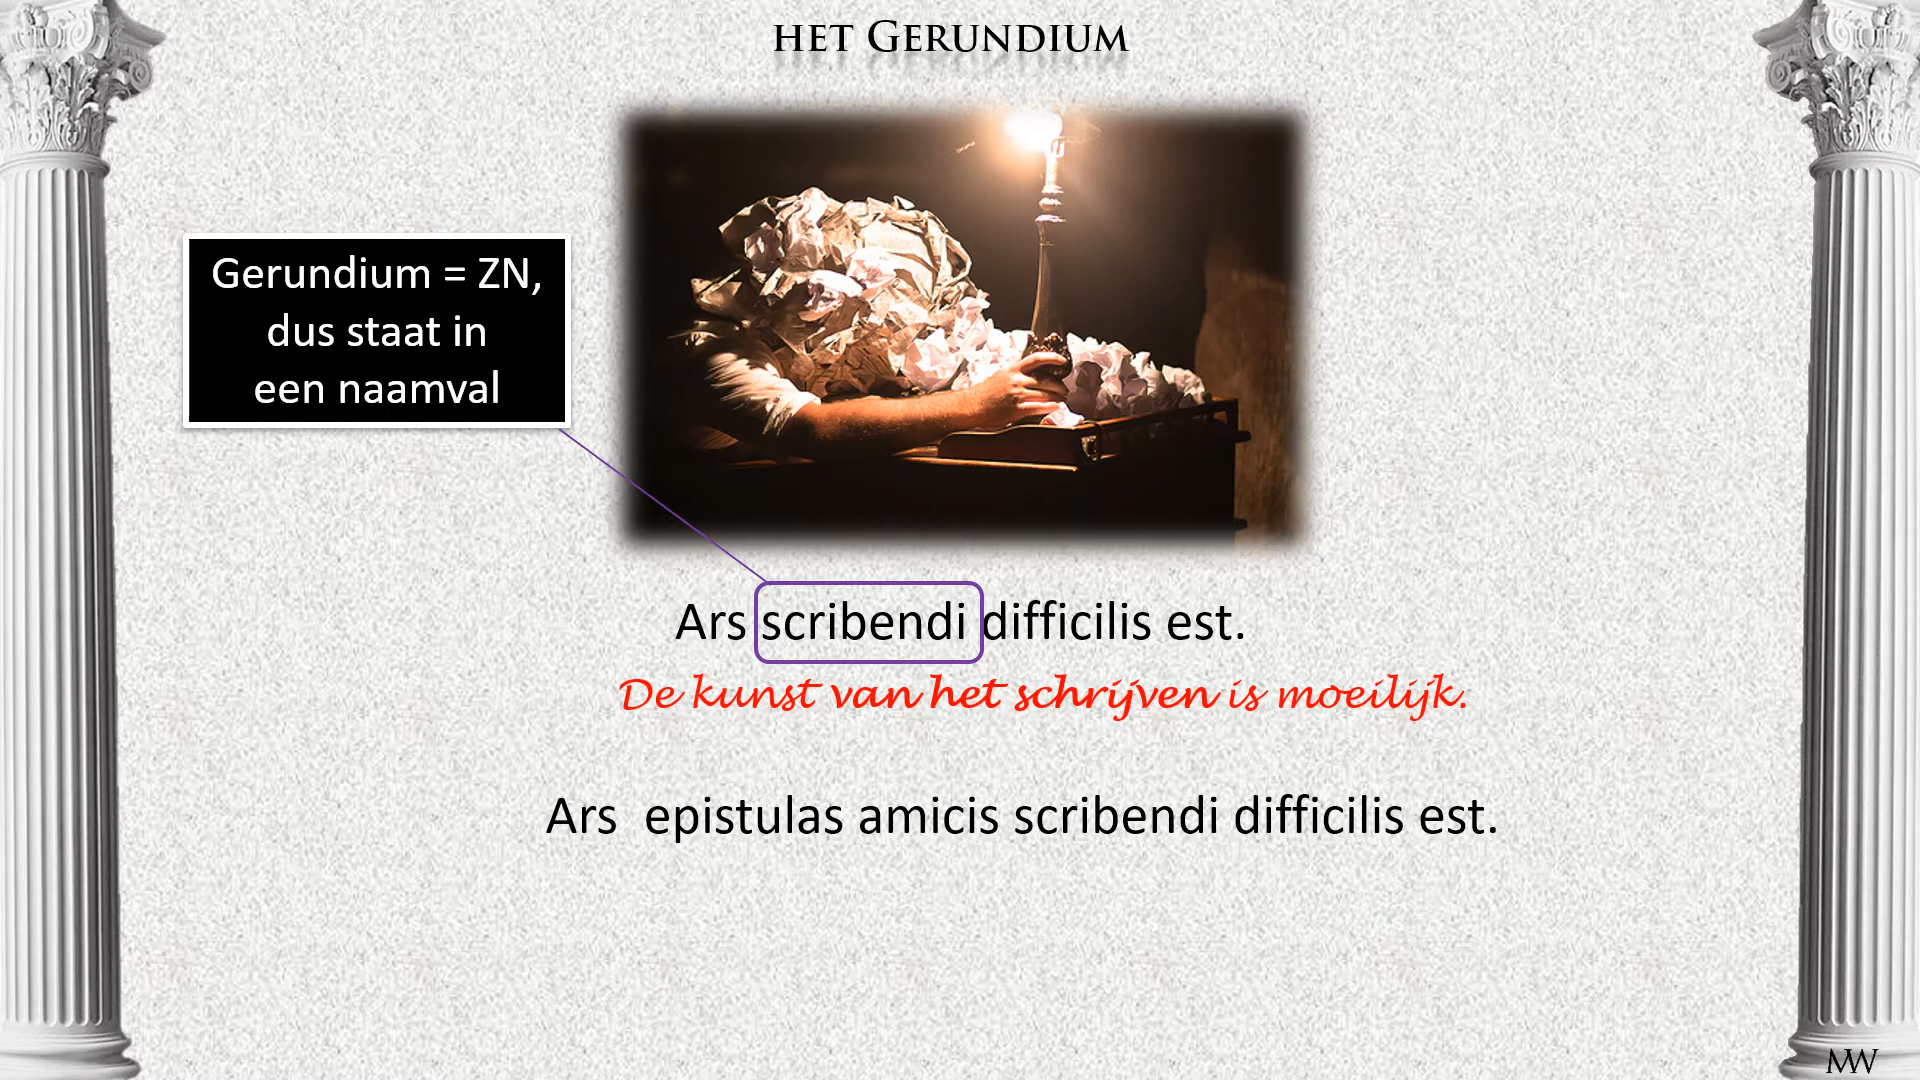 HET GERUNDIUM
Gerundium = ZN,
dus staat in
een naamval
Ars scribendi difficilis est.
De kunst van het schrijven is moeilijk.
Ars epistulas amicis scribendi difficilis est.
MW